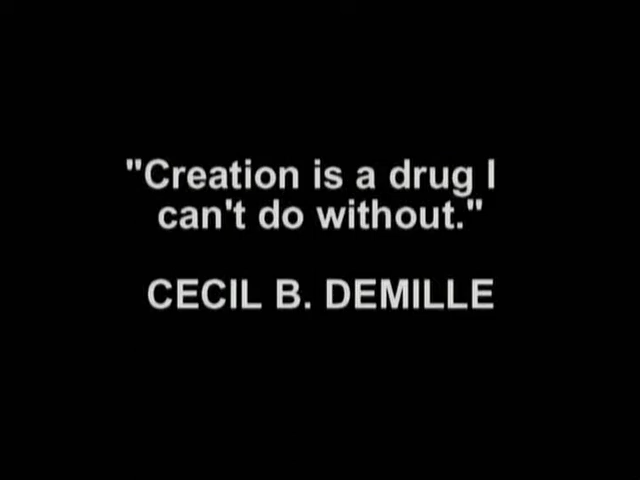 "Creation is a drug I
can't do without."
CECIL B. DEMILLE